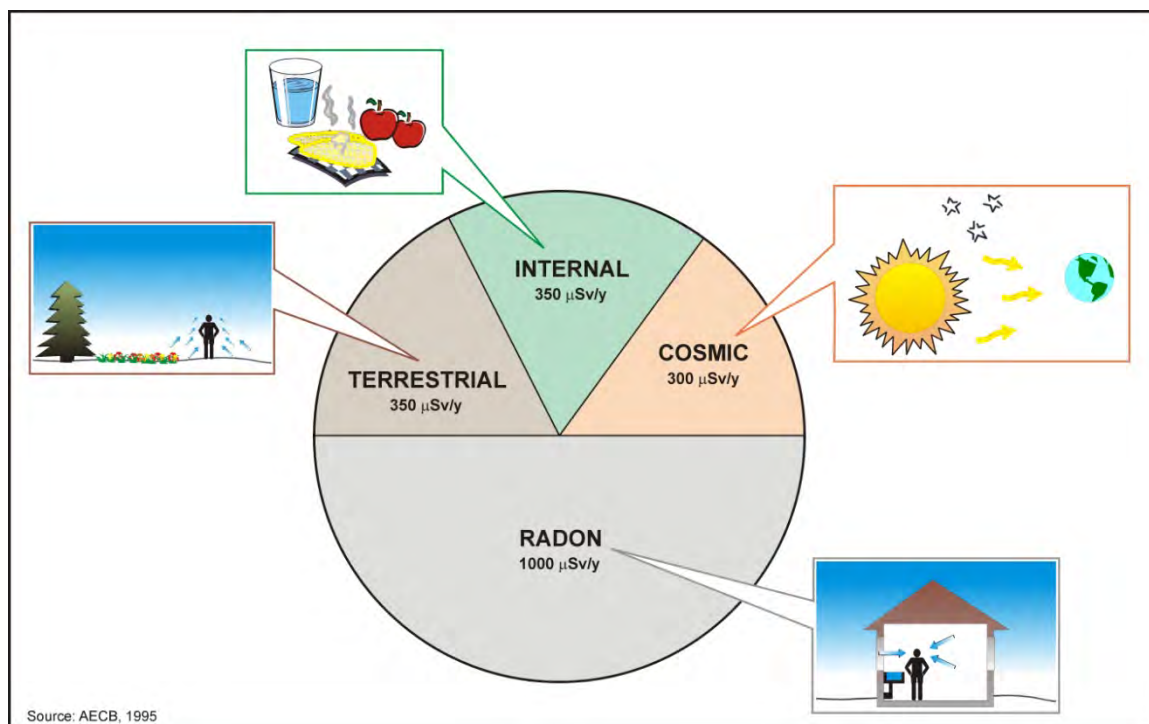 INTERNAL
350 μSv/y
COSMIC
300 μSv/y
TERRESTRIAL
350 μSv/y
RADON
1000 μSv/y
Source: AECB, 1995